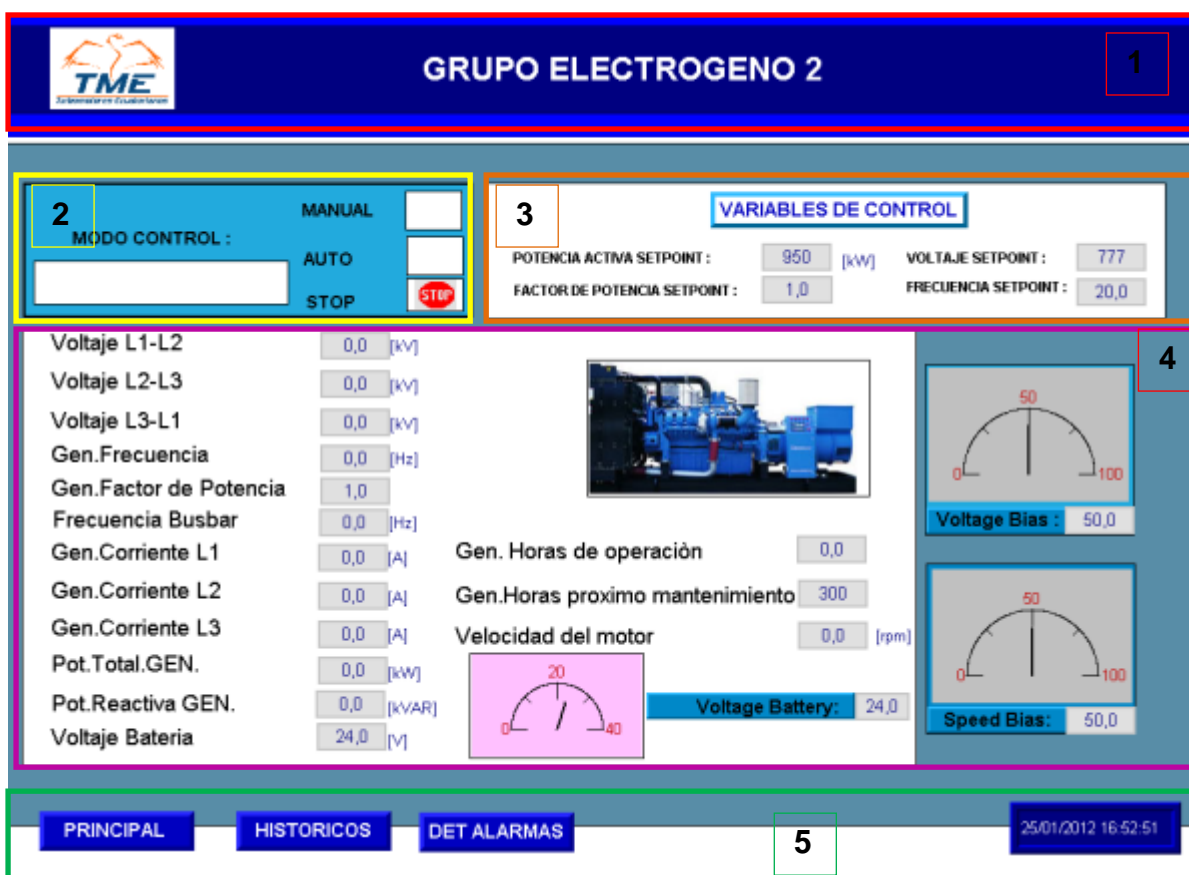 TME
GRUPO ELECTROGENO 2
1
2
MODO CONTROL :
MANUAL
AUTO
STOP
STOP
3
VARIABLES DE CONTROL
POTENCIA ACTIVA SETPOINT : 950 [kW] VOLTAJE SETPOINT : 777
FACTOR DE POTENCIA SETPOINT : 1,0 FRECUENCIA SETPOINT : 20,0
4
Voltaje L1-L2 0,0 [kV]
Voltaje L2-L3 0,0 [kV]
Voltaje L3-L1 0,0 [kV]
Gen.Frecuencia 0,0 [Hz]
Gen.Factor de Potencia 1,0
Frecuencia Busbar 0,0 [Hz]
Gen.Corriente L1 0,0 [A]
Gen.Corriente L2 0,0 [A]
Gen.Corriente L3 0,0 [A]
Pot.Total.GEN. 0,0 [kW]
Pot.Reactiva GEN. 0,0 [kVAR]
Voltaje Bateria 24,0 [V]
Gen. Horas de operaciòn 0,0
Gen.Horas proximo mantenimiento 300
Velocidad del motor 0,0 [rpm]
20
0 40
Voltage Battery: 24,0
50
0 100
Voltage Bias : 50,0
50
0 100
Speed Bias: 50,0
PRINCIPAL HISTORICOS DET ALARMAS
5
25/01/2012 16:52:51